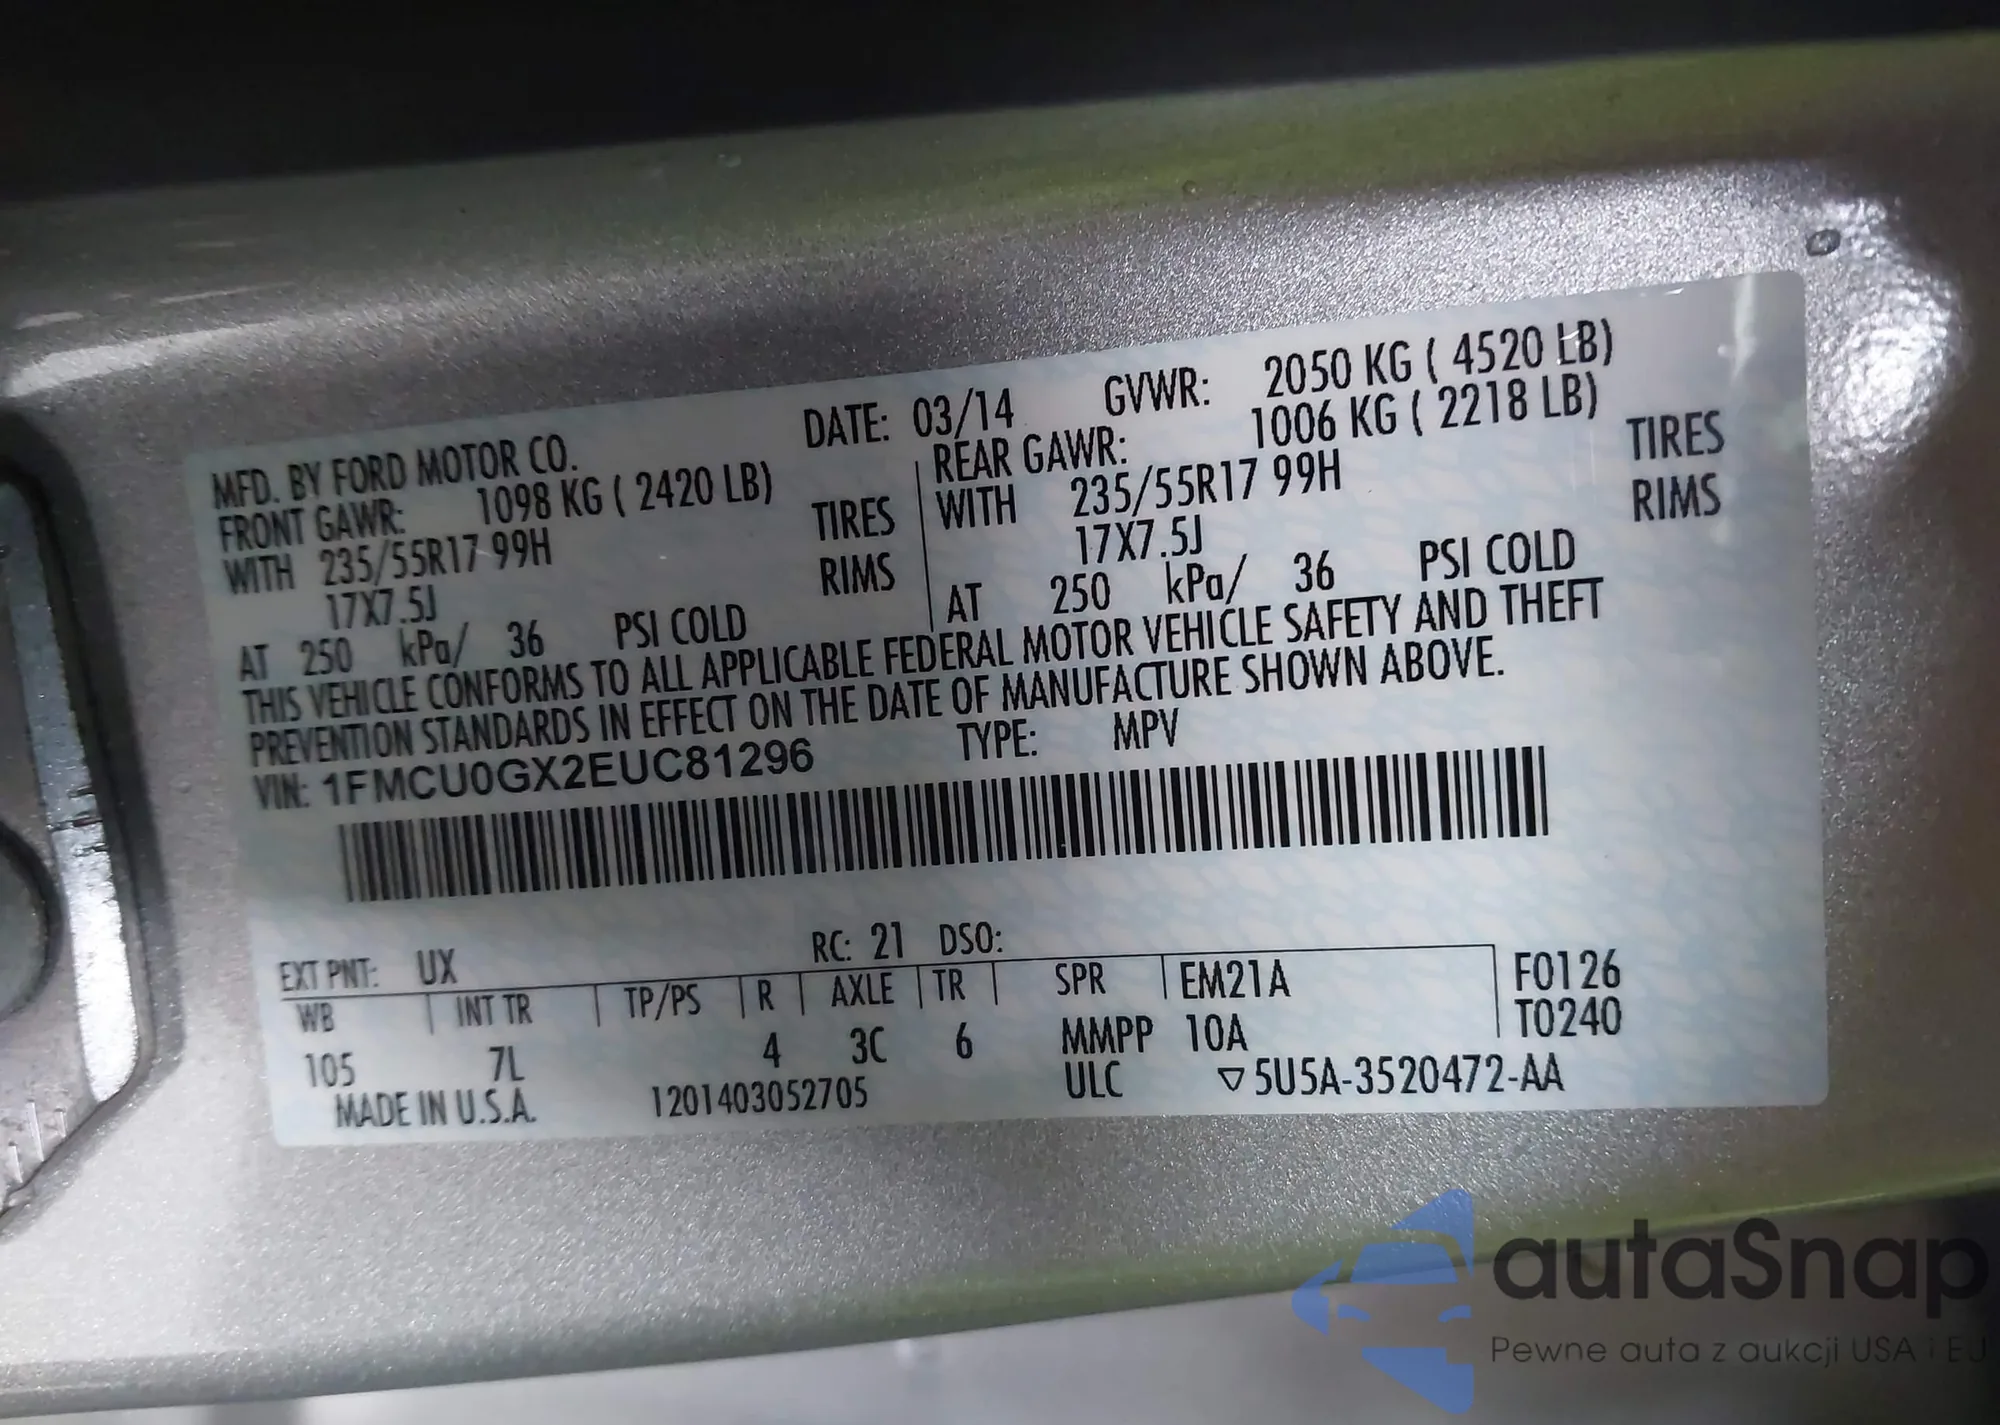 MFD. BY FORD MOTOR CO. DATE: 03/14 GVWR: 2050 KG ( 4520 LB)
FRONT GAWR: 1098 KG ( 2420 LB) REAR GAWR: 1006 KG ( 2218 LB)
WITH 235/55R17 99H TIRES WITH 235/55R17 99H TIRES
17X7.5J RIMS 17X7.5J RIMS
AT 250 kPa/ 36 PSI COLD AT 250 kPa/ 36 PSI COLD
THIS VEHICLE CONFORMS TO ALL APPLICABLE FEDERAL MOTOR VEHICLE SAFETY AND THEFT
PREVENTION STANDARDS IN EFFECT ON THE DATE OF MANUFACTURE SHOWN ABOVE.
VIN: 1FMCU0GX2EUC81296 TYPE: MPV
EXT PNT: UX RC: 21 DSO:
WB INT TR TP/PS R AXLE TR SPR EM21A F0126
105 7L 4 3C 6 MMPP 10A T0240
MADE IN U.S.A. 1201403052705 ULC ▽5U5A-3520472-AA
autaSnap
Pewne auta z aukcji USA i EU